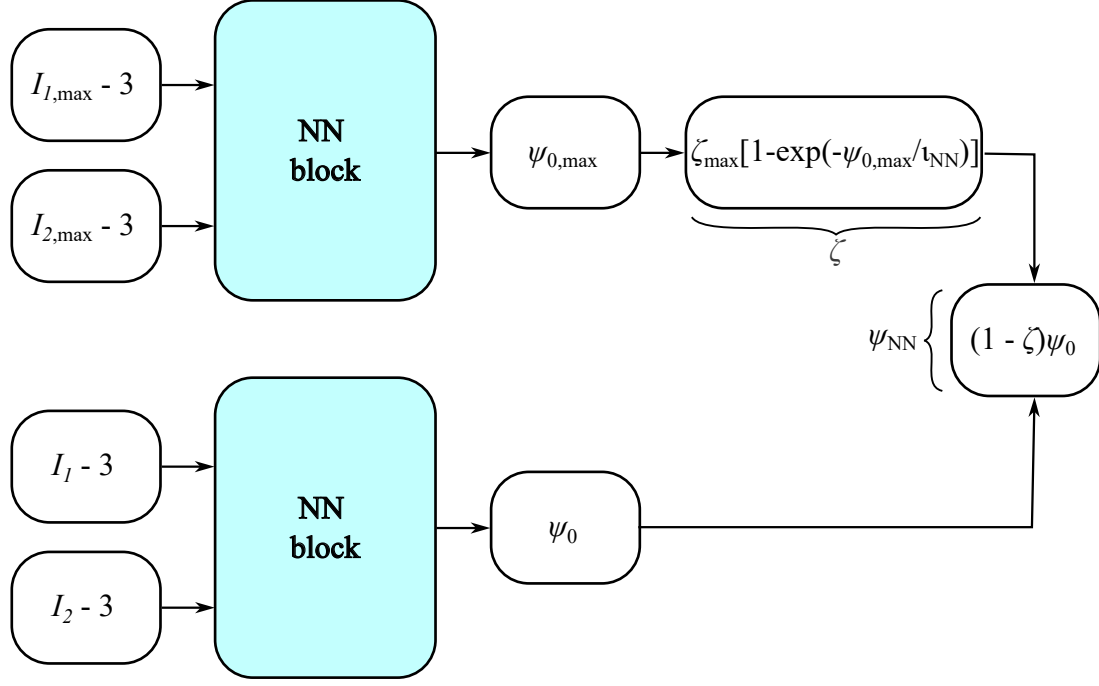 I₁,max - 3
I₂,max - 3
NN
block
ψ₀,max
ζmax[1-exp(-ψ₀,max/ιNN)]
ζ
ψNN
(1 - ζ)ψ₀
I₁ - 3
I₂ - 3
NN
block
ψ₀